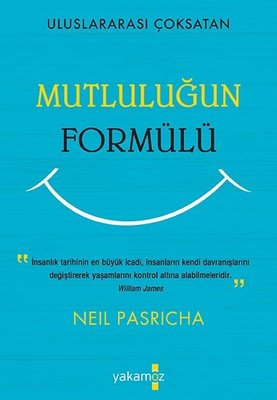 ULUSLARARASI ÇOKSATAN
MUTLULUĞUN
FORMÜLÜ
"İnsanlık tarihinin en büyük icadı, insanların kendi davranışlarını
değiştirerek yaşamlarını kontrol altına alabilmeleridir.
William James"
NEIL PASRICHA
yakamoz